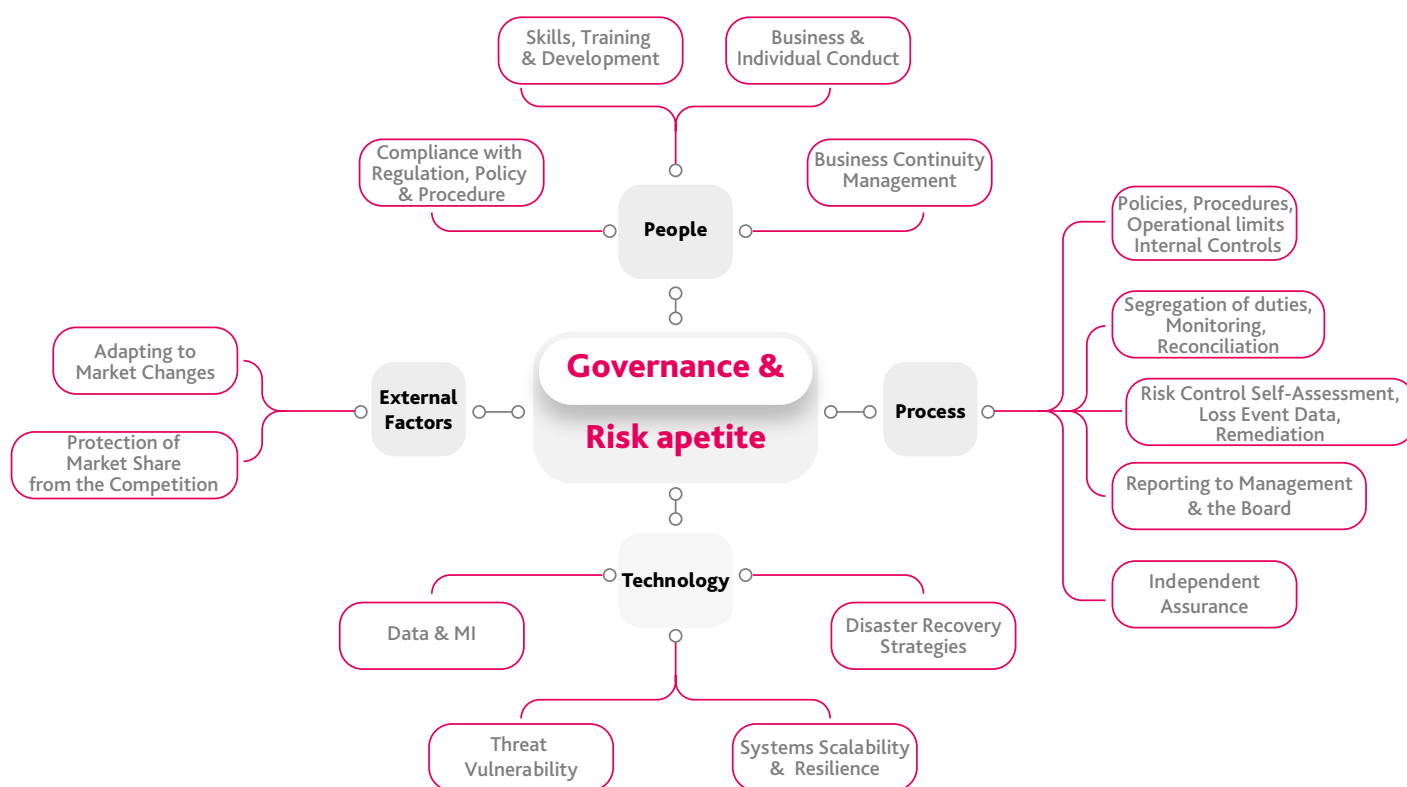 Skills, Training
& Development
Business &
Individual Conduct
Compliance with
Regulation, Policy
& Procedure
Business Continuity
Management
People
Policies, Procedures,
Operational limits
Internal Controls
Segregation of duties,
Monitoring,
Reconciliation
Adapting to
Market Changes
Protection of
Market Share
from the Competition
External
Factors
Governance &
Risk apetite
Process
Risk Control Self-Assessment,
Loss Event Data,
Remediation
Reporting to Management
& the Board
Independent
Assurance
Technology
Data & MI
Disaster Recovery
Strategies
Threat
Vulnerability
Systems Scalability
& Resilience